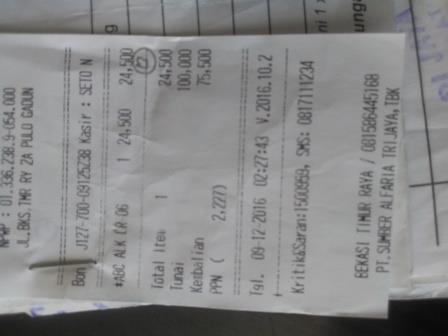 NPWP : 01.336.238.9-054.000
JL.BKS.TMR RY 2A PULO GADUN
Bon J127-700-09125238 Kasir : SETO N
*ABC ALK CR 06 1 24,500 24,500
Total Item 1 24,500
Tunai 100,000
Kembalian 75,500
PPN ( 2,227)
Tgl. 09-12-2016 02:27:43 V.2016.10.2
Kritik&Saran:1500959, SMS: 0817111234
BEKASI TIMUR RAYA / 081586445168
PT.SUMBER ALFARIA TRIJAYA,TBK